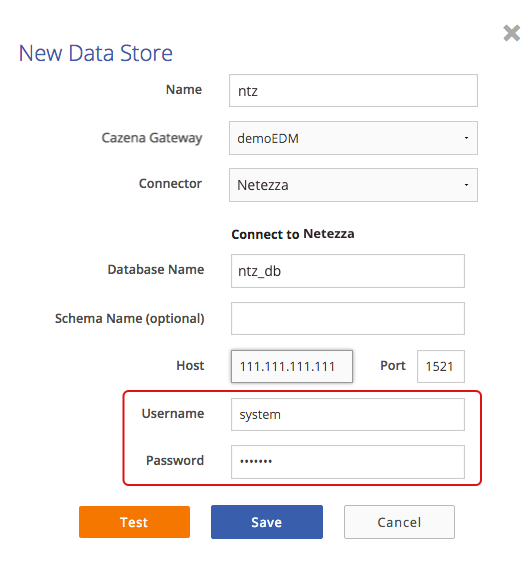 New Data Store
Name ntz
Cazena Gateway demoEDM
Connector Netezza
Connect to Netezza
Database Name ntz_db
Schema Name (optional)
Host 111.111.111.111 Port 1521
Username system
Password •••••••
Test Save Cancel